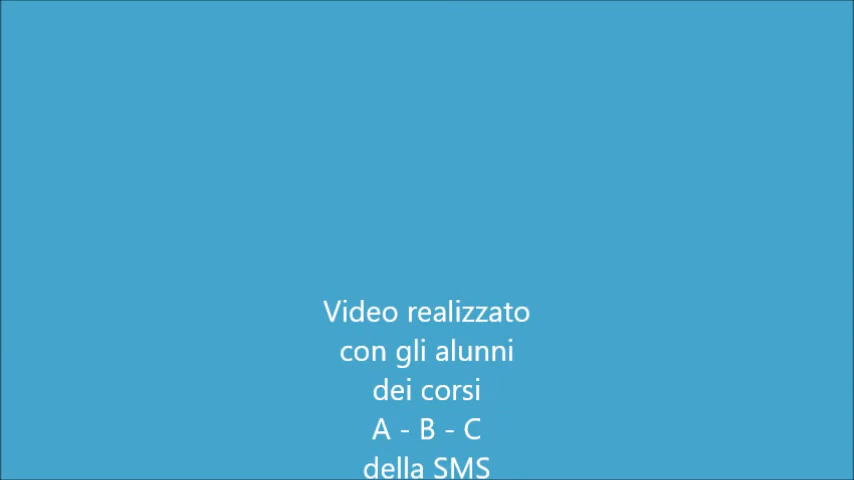 Video realizzato
con gli alunni
dei corsi
A - B - C
della SMS